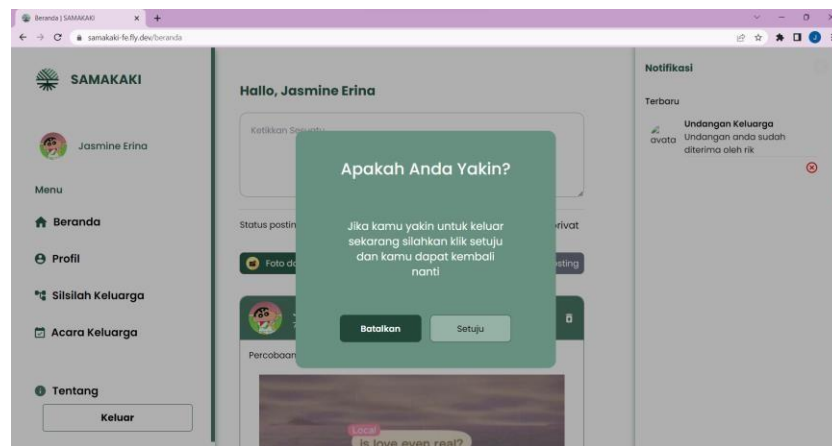 Beranda | SAMAKAKI
samakaki-fe.fly.dev/beranda
SAMAKAKI
Jasmine Erina
Menu
Beranda
Profil
Silsilah Keluarga
Acara Keluarga
Tentang
Keluar
Hallo, Jasmine Erina
Ketikkan Sesuatu
Status postin
rivat
Foto da
sting
Percobaan
Local
is love even real?
Apakah Anda Yakin?
Jika kamu yakin untuk keluar
sekarang silahkan klik setuju
dan kamu dapat kembali
nanti
Batalkan
Setuju
Notifikasi
Terbaru
avata
Undangan Keluarga
Undangan anda sudah
diterima oleh rik